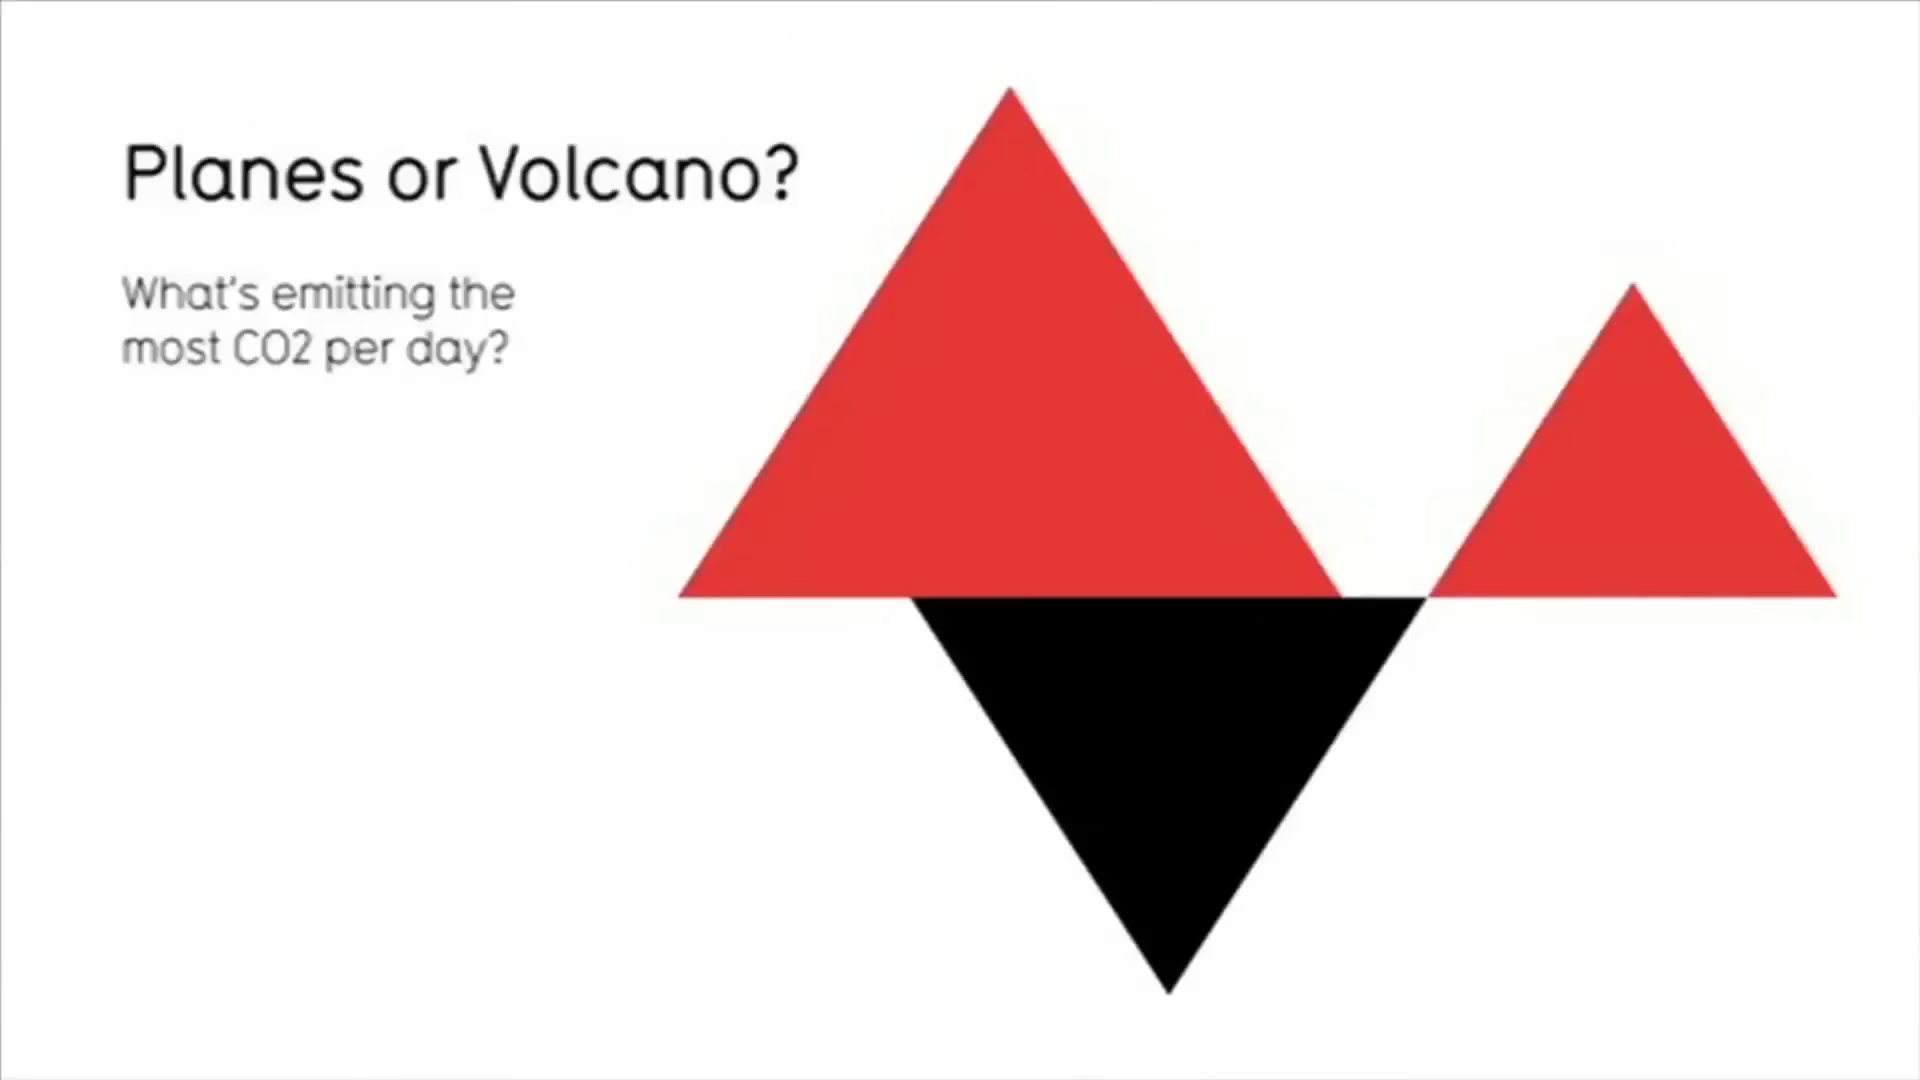 Planes or Volcano?
What's emitting the
most CO2 per day?